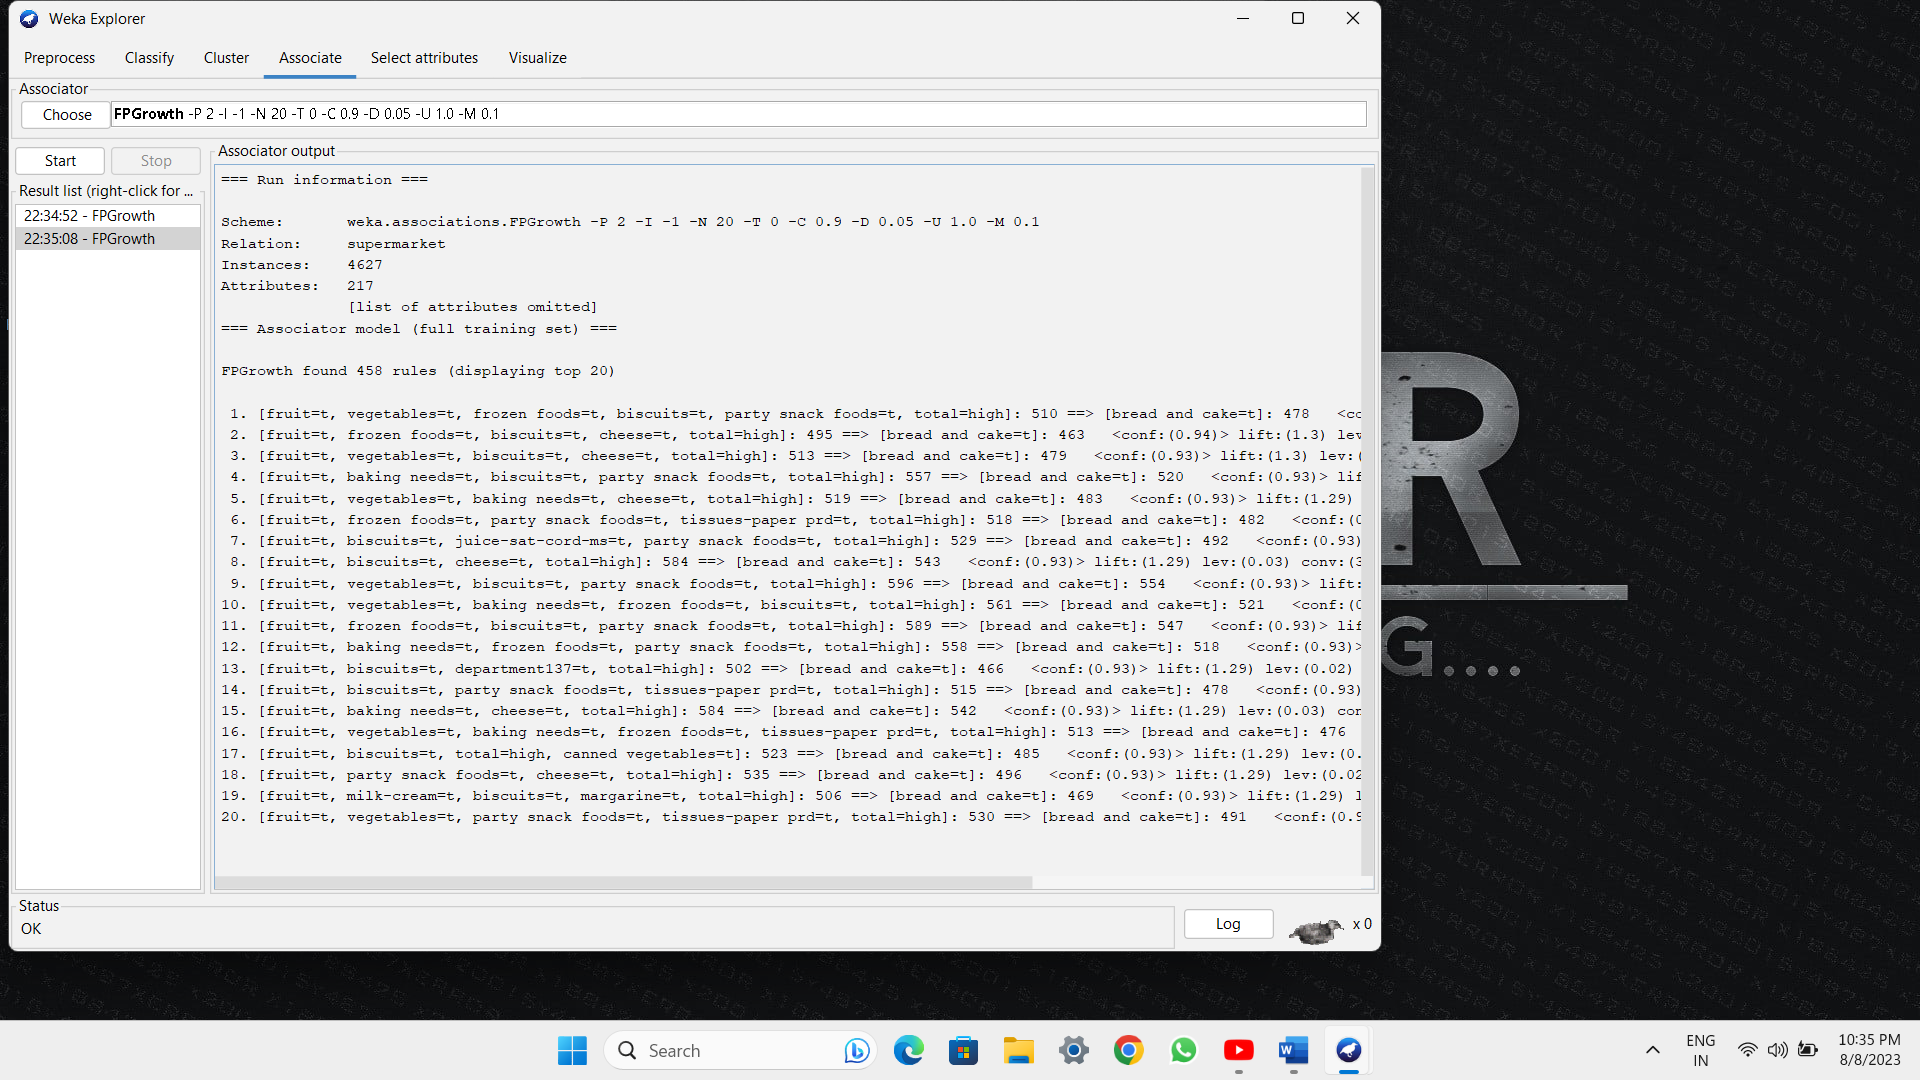 Weka Explorer
Preprocess Classify Cluster Associate Select attributes Visualize
Associator
Choose FPGrowth -P 2 -I -1 -N 20 -T 0 -C 0.9 -D 0.05 -U 1.0 -M 0.1
Start Stop
Result list (right-click for ...
22:34:52 - FPGrowth
22:35:08 - FPGrowth
Associator output
=== Run information ===
Scheme: weka.associations.FPGrowth -P 2 -I -1 -N 20 -T 0 -C 0.9 -D 0.05 -U 1.0 -M 0.1
Relation: supermarket
Instances: 4627
Attributes: 217
[list of attributes omitted]
=== Associator model (full training set) ===
FPGrowth found 458 rules (displaying top 20)
1. [fruit=t, vegetables=t, frozen foods=t, biscuits=t, party snack foods=t, total=high]: 510 ==> [bread and cake=t]: 478 <co
2. [fruit=t, frozen foods=t, biscuits=t, cheese=t, total=high]: 495 ==> [bread and cake=t]: 463 <conf:(0.94)> lift:(1.3) lev
3. [fruit=t, vegetables=t, biscuits=t, cheese=t, total=high]: 513 ==> [bread and cake=t]: 479 <conf:(0.93)> lift:(1.3) lev:(
4. [fruit=t, baking needs=t, biscuits=t, party snack foods=t, total=high]: 557 ==> [bread and cake=t]: 520 <conf:(0.93)> lif
5. [fruit=t, vegetables=t, baking needs=t, cheese=t, total=high]: 519 ==> [bread and cake=t]: 483 <conf:(0.93)> lift:(1.29)
6. [fruit=t, frozen foods=t, party snack foods=t, tissues-paper prd=t, total=high]: 518 ==> [bread and cake=t]: 482 <conf:(0
7. [fruit=t, biscuits=t, juice-sat-cord-ms=t, party snack foods=t, total=high]: 529 ==> [bread and cake=t]: 492 <conf:(0.93)
8. [fruit=t, biscuits=t, cheese=t, total=high]: 584 ==> [bread and cake=t]: 543 <conf:(0.93)> lift:(1.29) lev:(0.03) conv:(3
9. [fruit=t, vegetables=t, biscuits=t, party snack foods=t, total=high]: 596 ==> [bread and cake=t]: 554 <conf:(0.93)> lift:
10. [fruit=t, vegetables=t, baking needs=t, frozen foods=t, biscuits=t, total=high]: 561 ==> [bread and cake=t]: 521 <conf:(0
11. [fruit=t, frozen foods=t, biscuits=t, party snack foods=t, total=high]: 589 ==> [bread and cake=t]: 547 <conf:(0.93)> lif
12. [fruit=t, baking needs=t, frozen foods=t, party snack foods=t, total=high]: 558 ==> [bread and cake=t]: 518 <conf:(0.93)>
13. [fruit=t, biscuits=t, department137=t, total=high]: 502 ==> [bread and cake=t]: 466 <conf:(0.93)> lift:(1.29) lev:(0.02)
14. [fruit=t, biscuits=t, party snack foods=t, tissues-paper prd=t, total=high]: 515 ==> [bread and cake=t]: 478 <conf:(0.93)
15. [fruit=t, baking needs=t, cheese=t, total=high]: 584 ==> [bread and cake=t]: 542 <conf:(0.93)> lift:(1.29) lev:(0.03) con
16. [fruit=t, vegetables=t, baking needs=t, frozen foods=t, tissues-paper prd=t, total=high]: 513 ==> [bread and cake=t]: 476
17. [fruit=t, biscuits=t, total=high, canned vegetables=t]: 523 ==> [bread and cake=t]: 485 <conf:(0.93)> lift:(1.29) lev:(0.
18. [fruit=t, party snack foods=t, cheese=t, total=high]: 535 ==> [bread and cake=t]: 496 <conf:(0.93)> lift:(1.29) lev:(0.02
19. [fruit=t, milk-cream=t, biscuits=t, margarine=t, total=high]: 506 ==> [bread and cake=t]: 469 <conf:(0.93)> lift:(1.29) l
20. [fruit=t, vegetables=t, party snack foods=t, tissues-paper prd=t, total=high]: 530 ==> [bread and cake=t]: 491 <conf:(0.9
Status
OK
Log x 0
R
G....
Search
ENG
IN
10:35 PM
8/8/2023